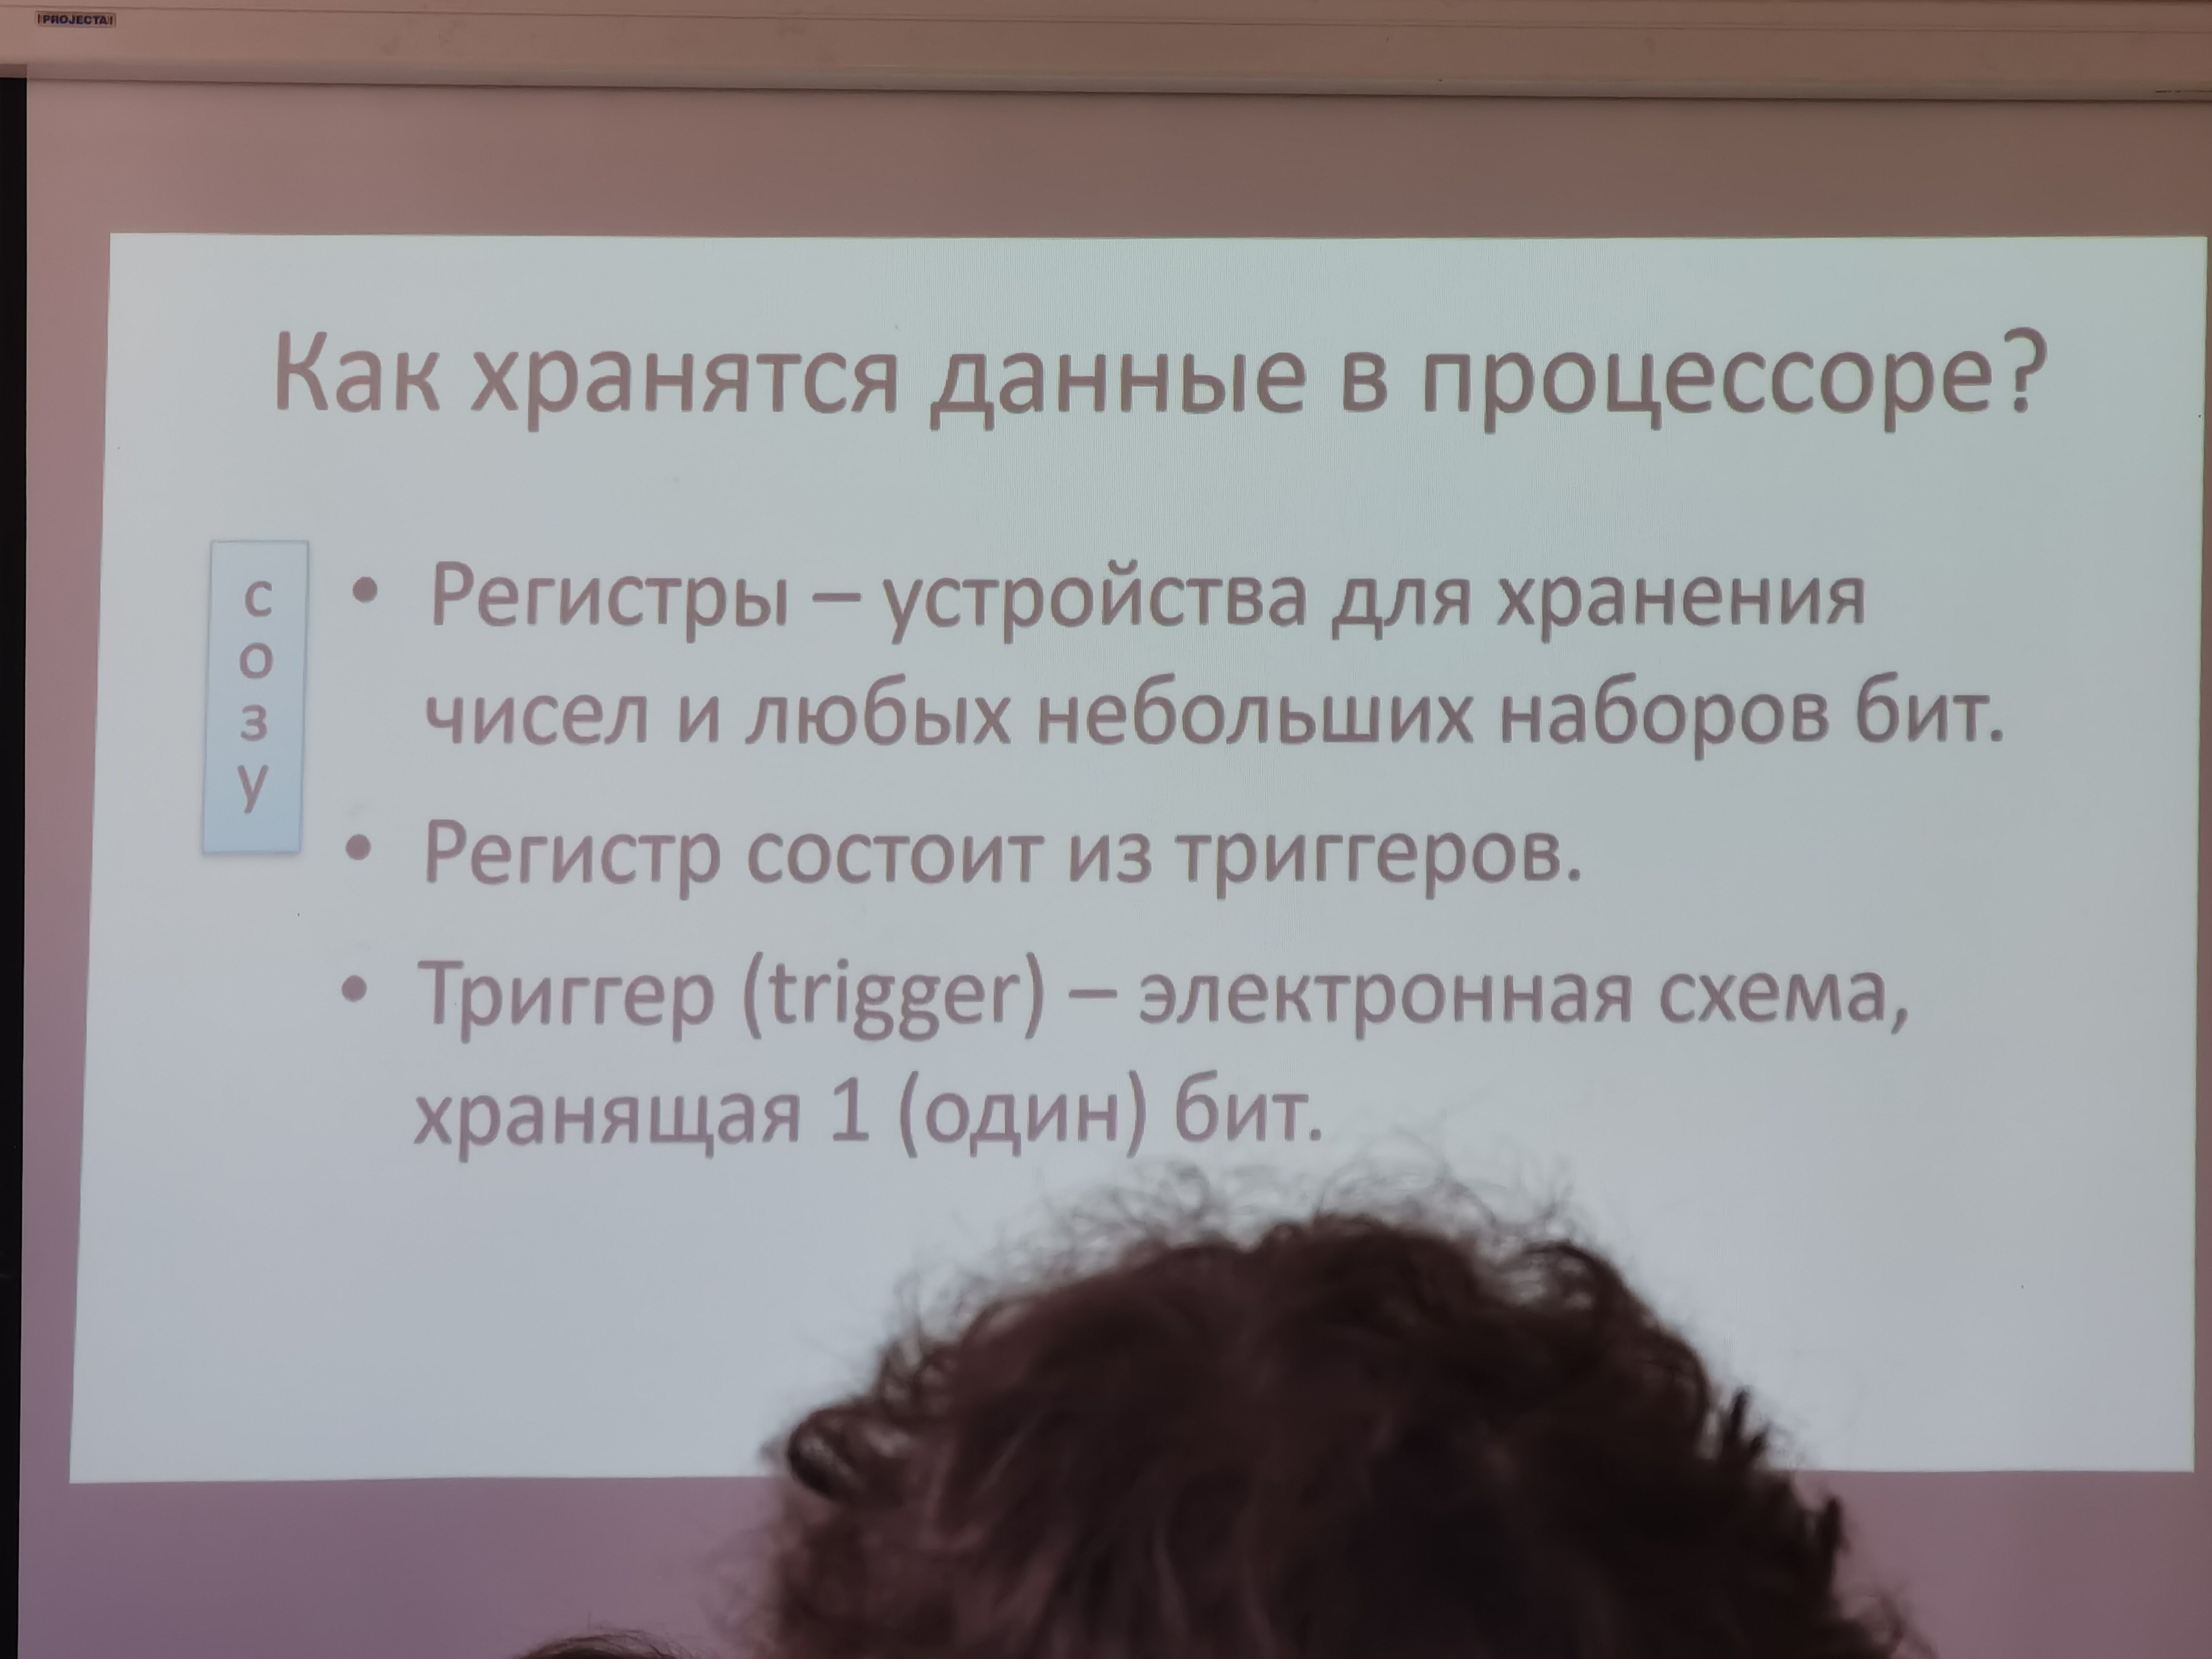 PROJECTA
Как хранятся данные в процессоре?
с
о
з
у
• Регистры – устройства для хранения
чисел и любых небольших наборов бит.
• Регистр состоит из триггеров.
• Триггер (trigger) – электронная схема,
хранящая 1 (один) бит.